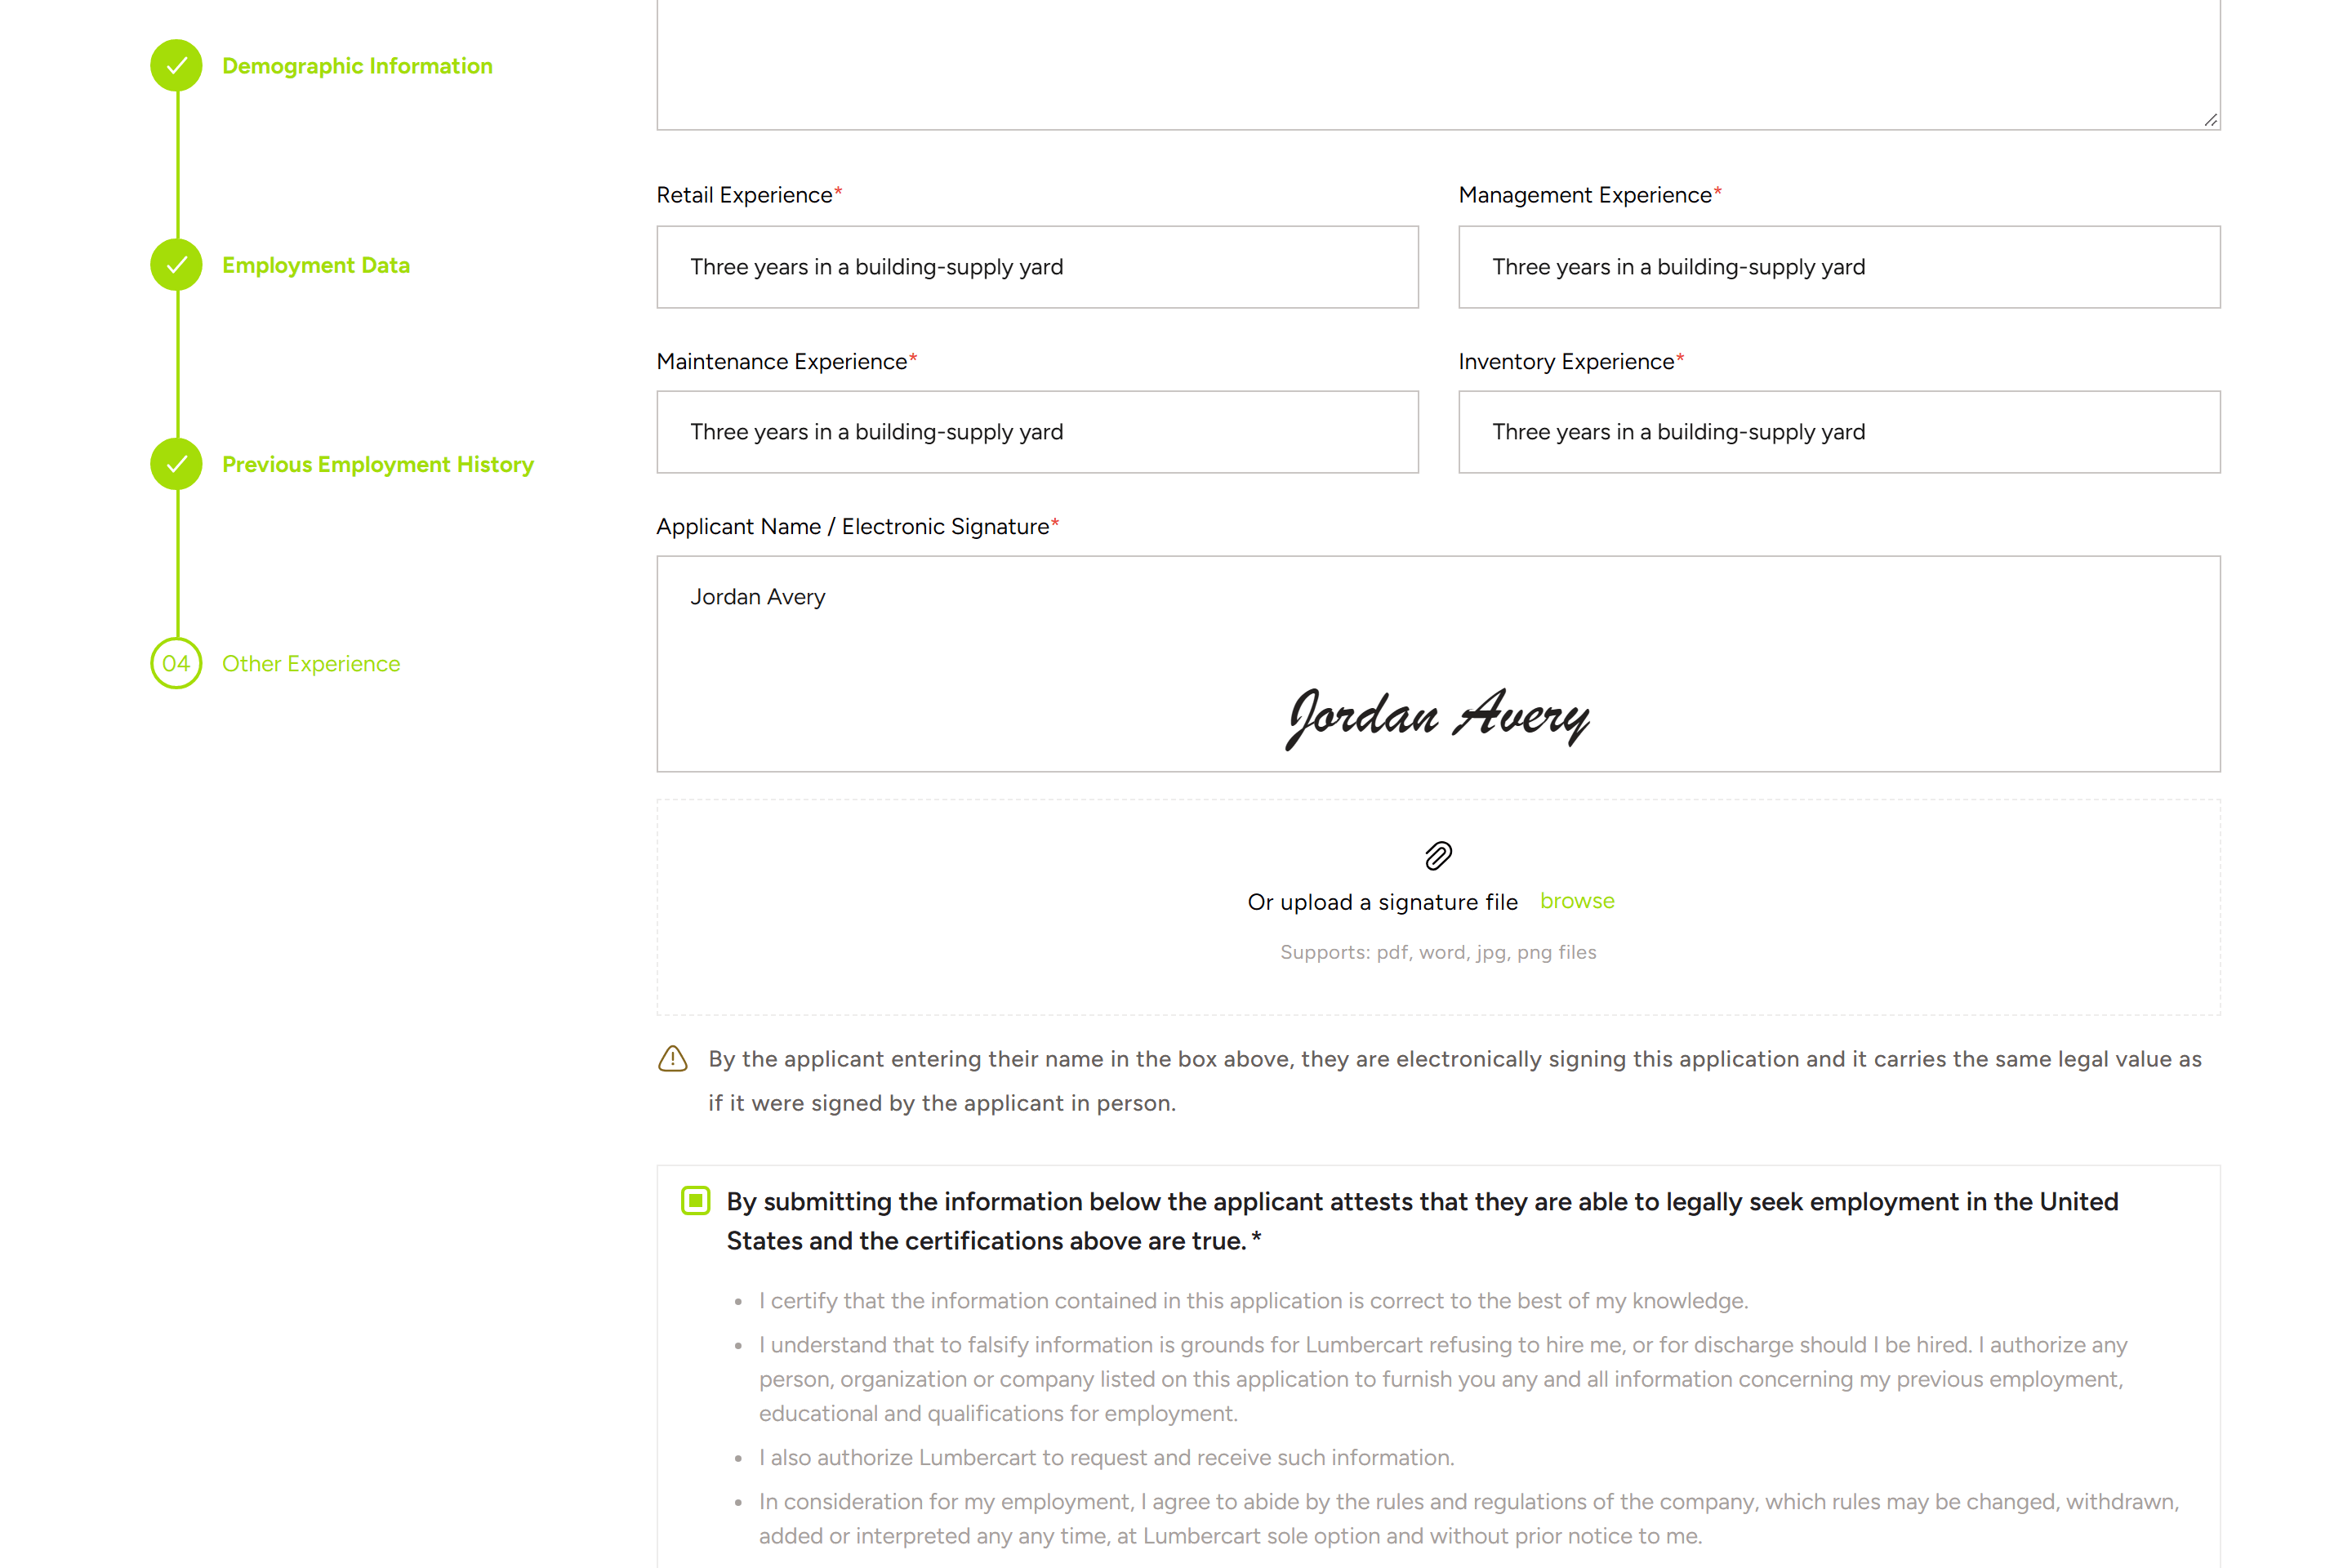 Demographic Information
Employment Data
Previous Employment History
04
Other Experience
Retail Experience*
Management Experience*
Three years in a building-supply yard
Three years in a building-supply yard
Maintenance Experience*
Inventory Experience*
Three years in a building-supply yard
Three years in a building-supply yard
Applicant Name / Electronic Signature*
Jordan Avery
Jordan Avery
Or upload a signature file browse
Supports: pdf, word, jpg, png files
By the applicant entering their name in the box above, they are electronically signing this application and it carries the same legal value as
if it were signed by the applicant in person.
By submitting the information below the applicant attests that they are able to legally seek employment in the United
States and the certifications above are true. *
• I certify that the information contained in this application is correct to the best of my knowledge.
• I understand that to falsify information is grounds for Lumbercart refusing to hire me, or for discharge should I be hired. I authorize any
person, organization or company listed on this application to furnish you any and all information concerning my previous employment,
educational and qualifications for employment.
• I also authorize Lumbercart to request and receive such information.
• In consideration for my employment, I agree to abide by the rules and regulations of the company, which rules may be changed, withdrawn,
added or interpreted any any time, at Lumbercart sole option and without prior notice to me.